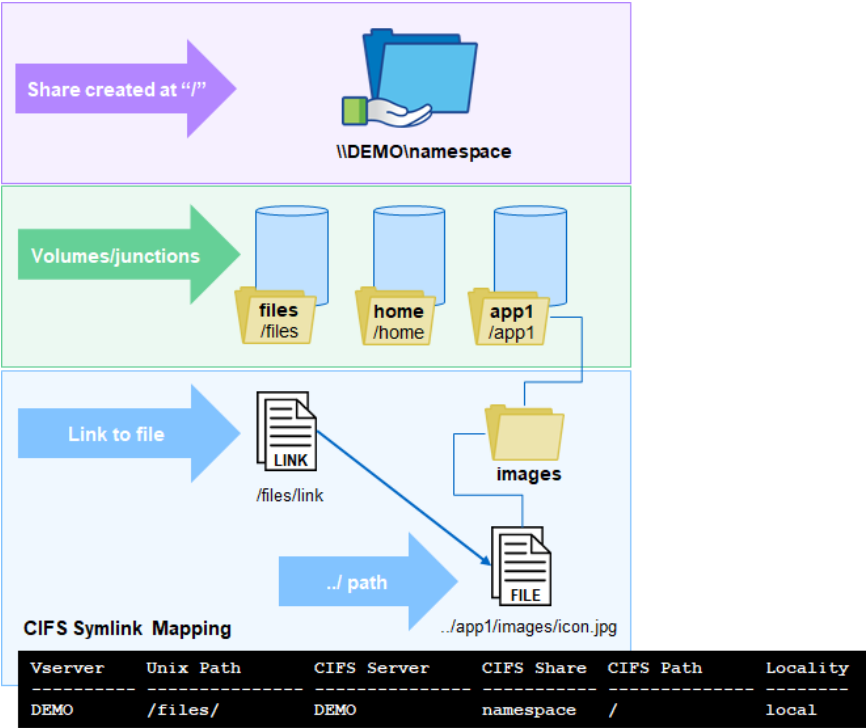 Share created at “/”
\\DEMO\namespace
Volumes/junctions
files
/files
home
/home
app1
/app1
Link to file
LINK
/files/link
images
../ path
FILE
../app1/images/icon.jpg
CIFS Symlink Mapping
Vserver Unix Path CIFS Server CIFS Share CIFS Path Locality
---------- --------------- --------------- ----------- -------------- --------
DEMO /files/ DEMO namespace / local